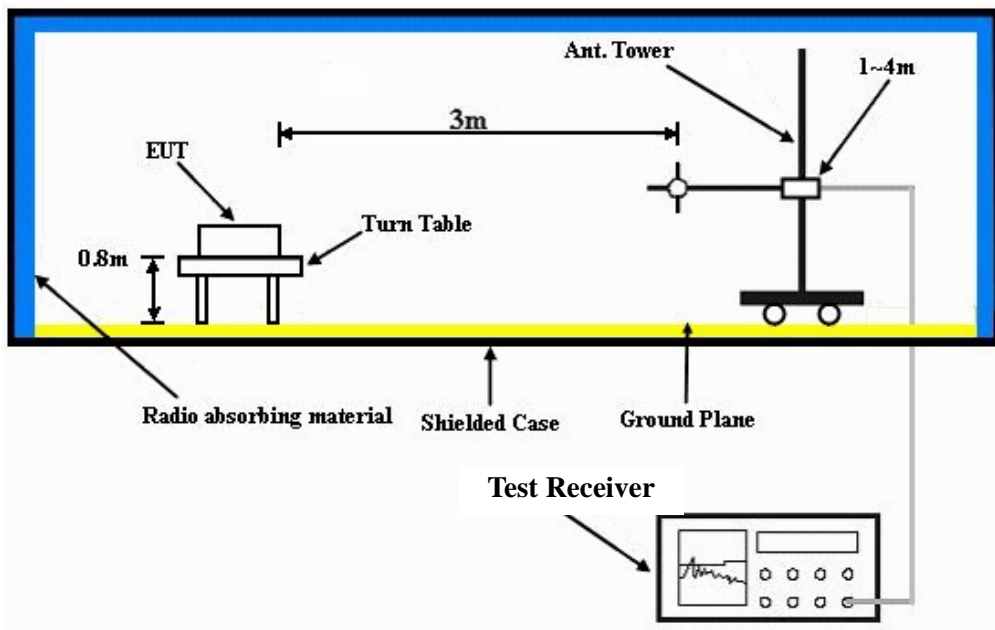 Ant. Tower
1~4m
3m
EUT
Turn Table
0.8m
Radio absorbing material
Shielded Case
Ground Plane
Test Receiver